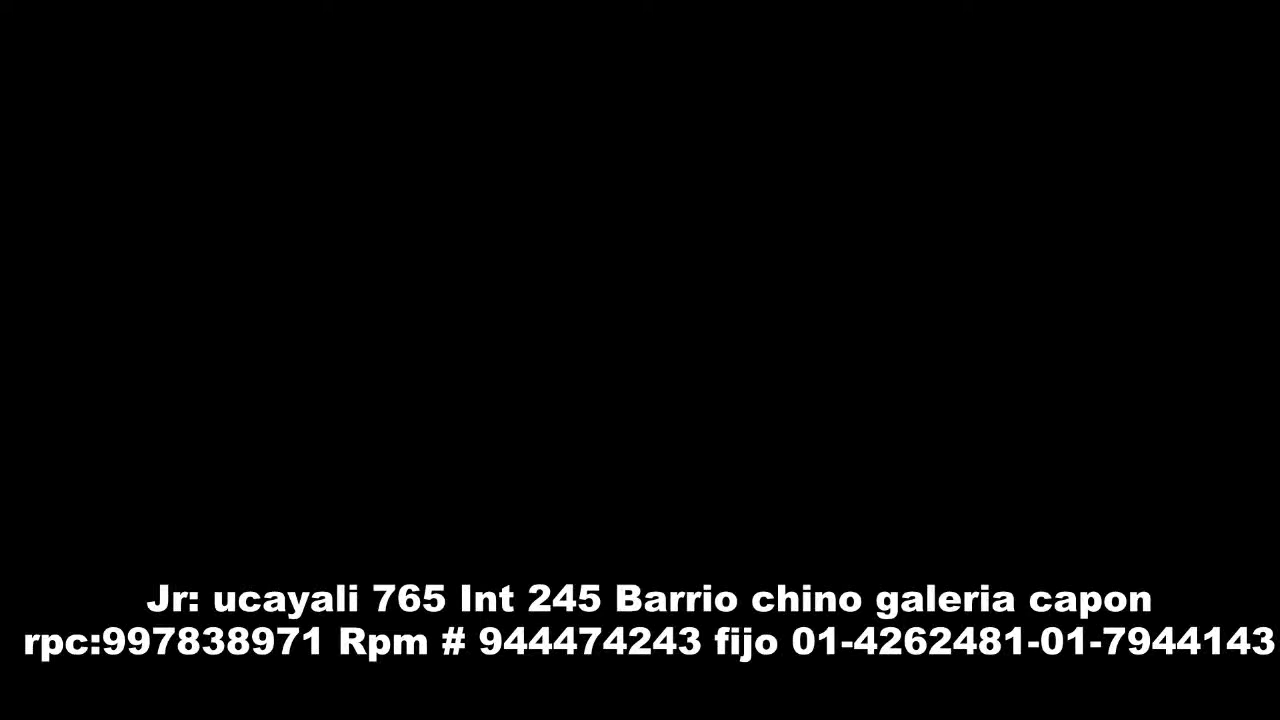 Jr: ucayali 765 Int 245 Barrio chino galeria capon
rpc:997838971 Rpm # 944474243 fijo 01-4262481-01-7944143